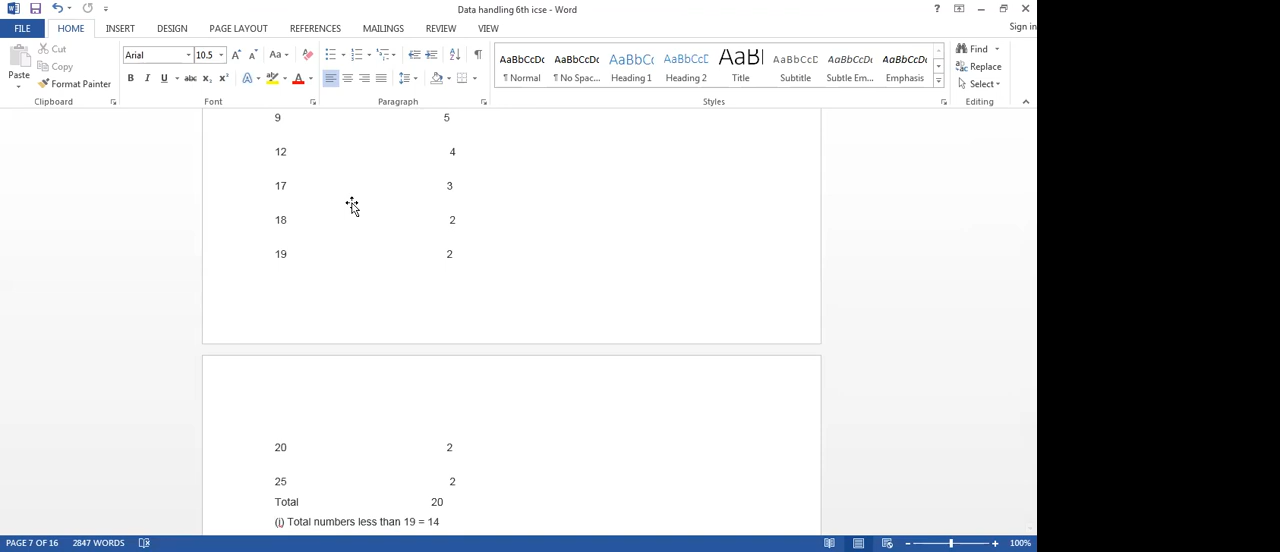 Data handling 6th icse - Word
Sign in
FILE HOME INSERT DESIGN PAGE LAYOUT REFERENCES MAILINGS REVIEW VIEW
Paste
Cut
Copy
Format Painter
Clipboard
Arial 10.5
Font
Paragraph
AaBbCcDc AaBbCcDc AaBbC( AaBbCcD AaB( AaBbCcD AaBbCcDc AaBbCcDc
¶ Normal ¶ No Spac... Heading 1 Heading 2 Title Subtitle Subtle Em... Emphasis
Styles
Find
Replace
Select
Editing
9 5
12 4
17 3
18 2
19 2
20 2
25 2
Total 20
(i) Total numbers less than 19 = 14
PAGE 7 OF 16 2847 WORDS 100%